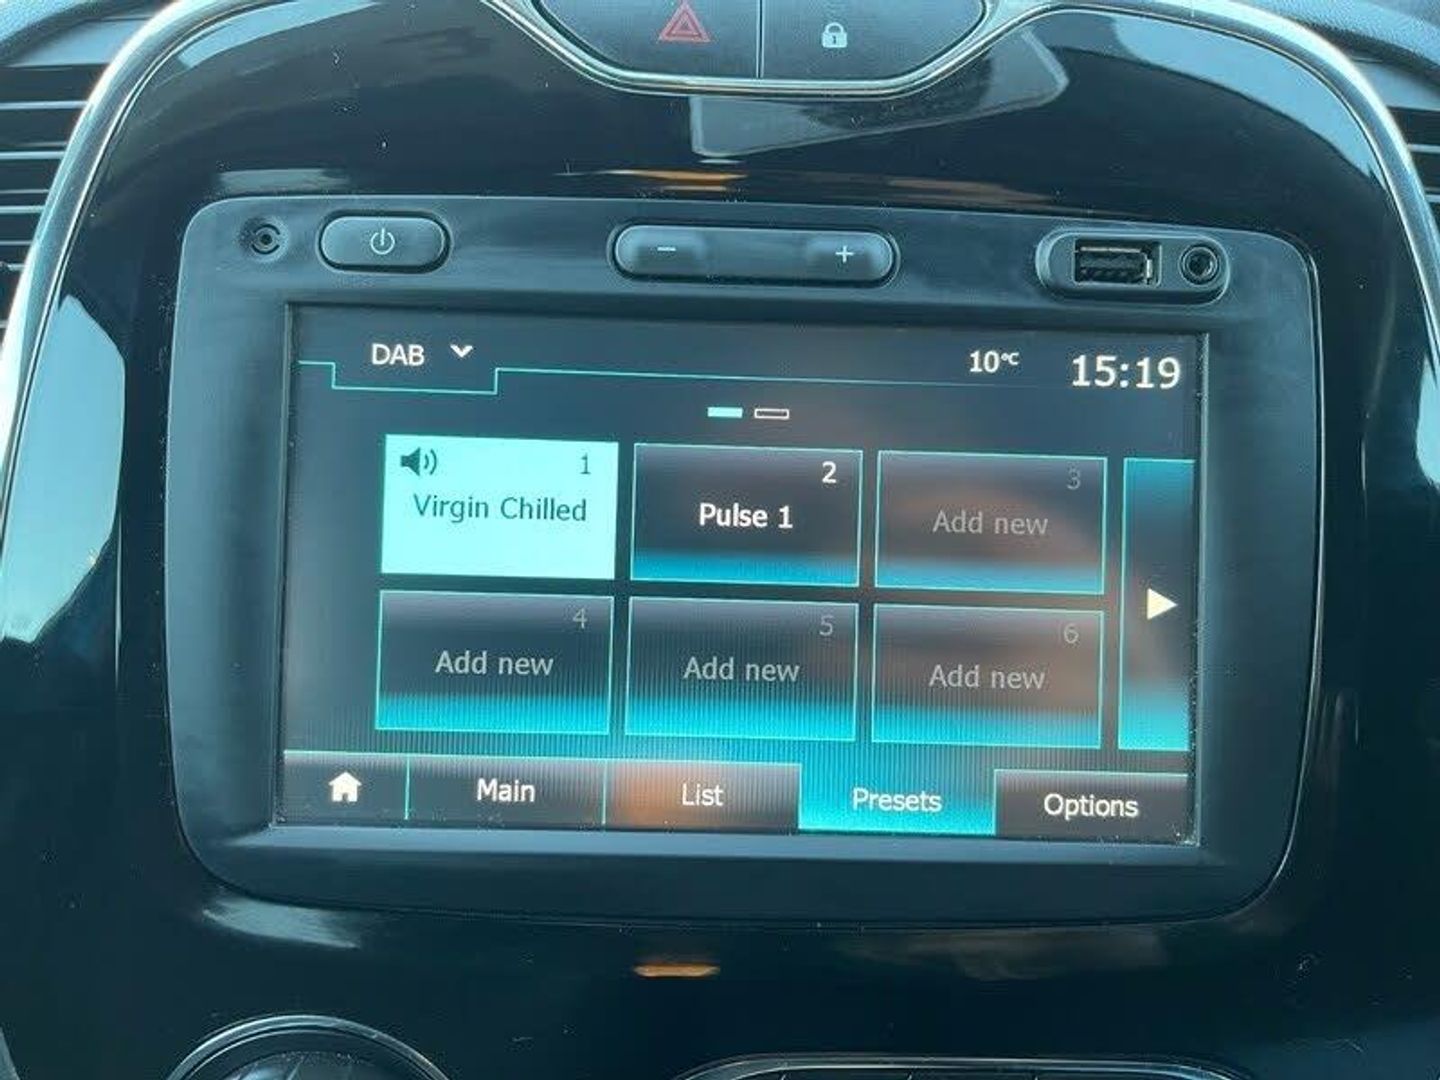 DAB
10°C
15:19
1
Virgin Chilled
2
Pulse 1
3
Add new
4
Add new
5
Add new
6
Add new
Main
List
Presets
Options